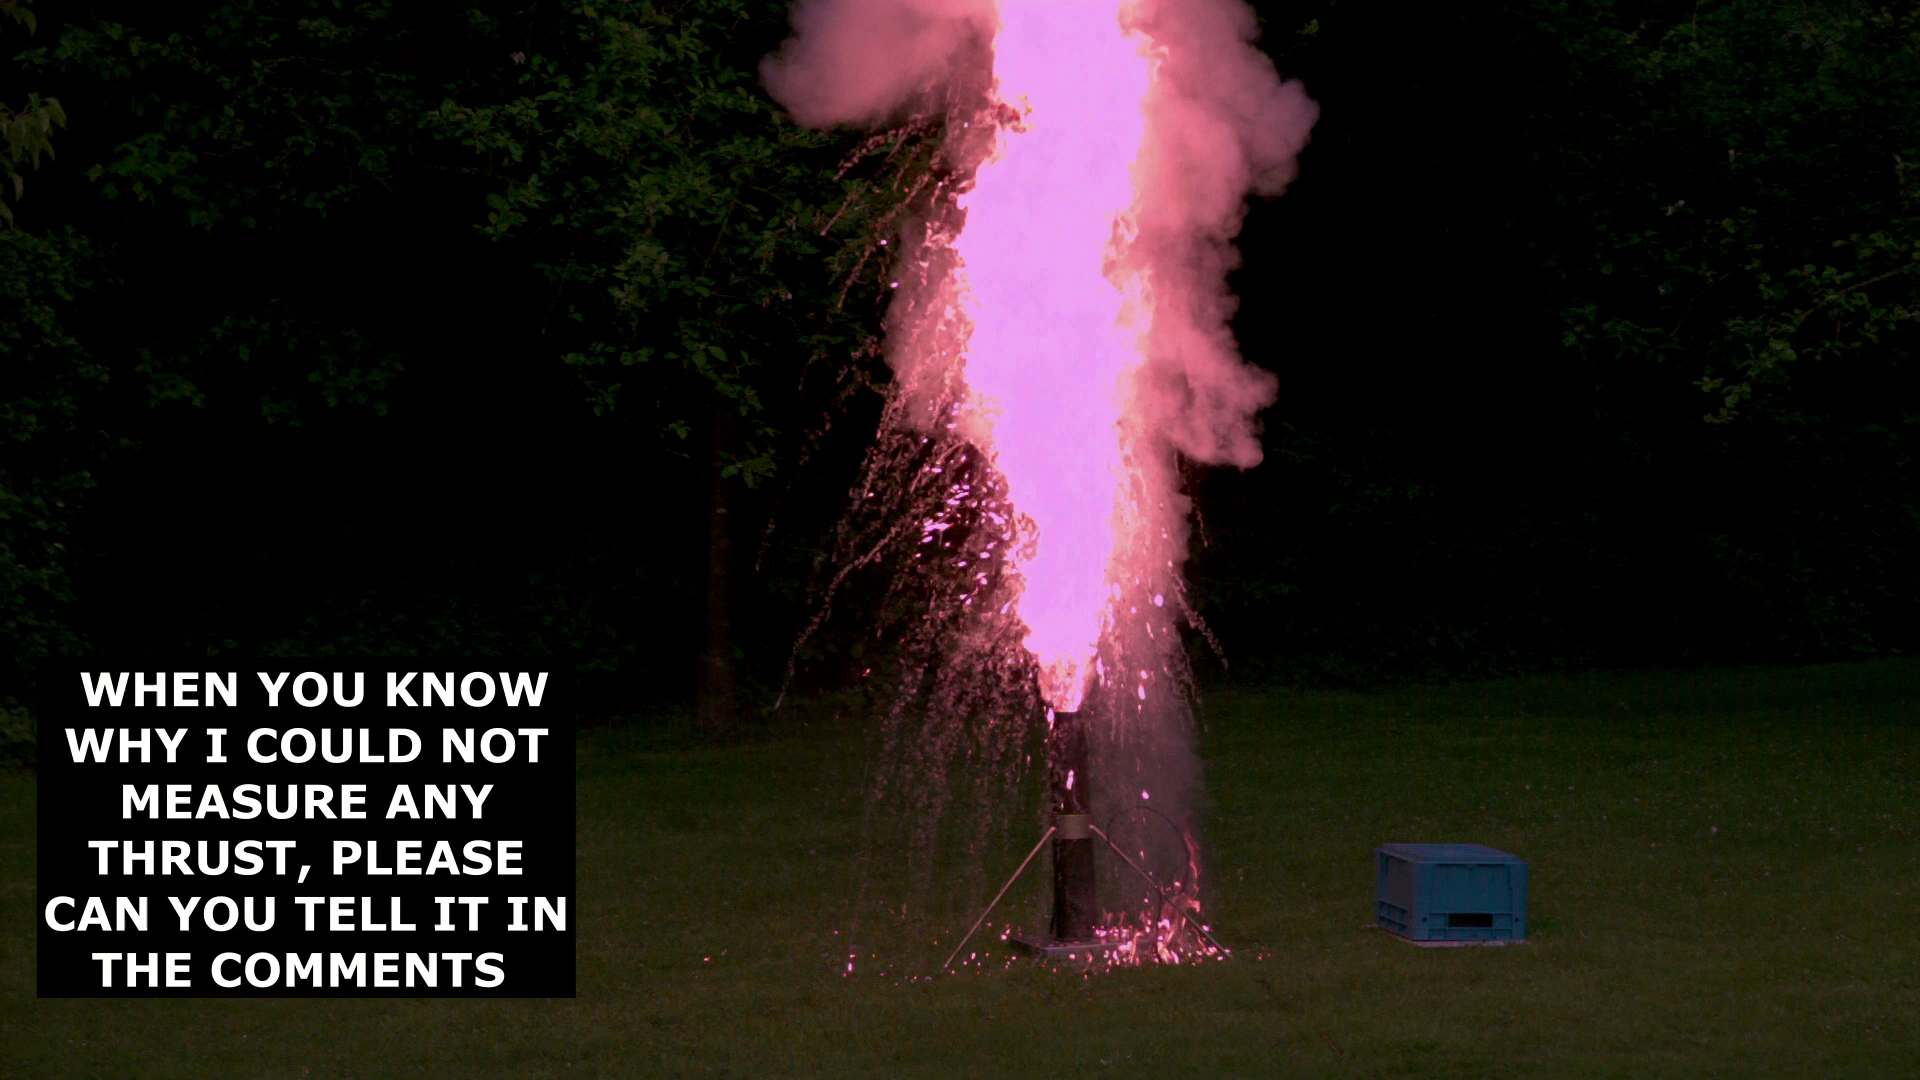 WHEN YOU KNOW
WHY I COULD NOT
MEASURE ANY
THRUST, PLEASE
CAN YOU TELL IT IN
THE COMMENTS